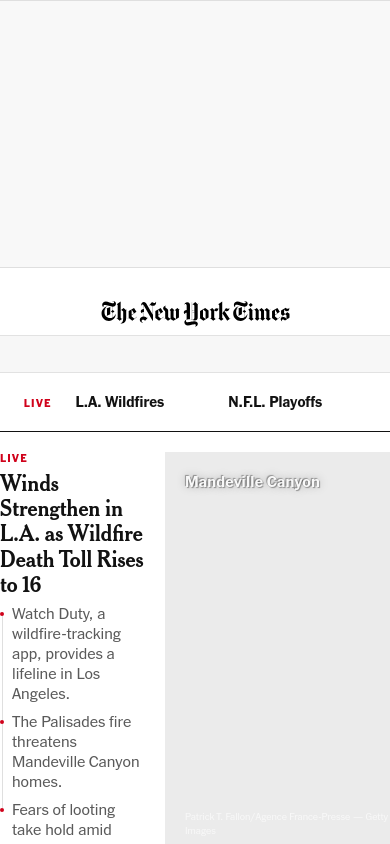 The New York Times
LIVE
L.A. Wildfires
N.F.L. Playoffs
LIVE
Winds
Strengthen in
L.A. as Wildfire
Death Toll Rises
to 16
Watch Duty, a
wildfire-tracking
app, provides a
lifeline in Los
Angeles.
The Palisades fire
threatens
Mandeville Canyon
homes.
Fears of looting
take hold amid
Mandeville Canyon
Patrick T. Fallon/Agence France-Presse — Getty
Images